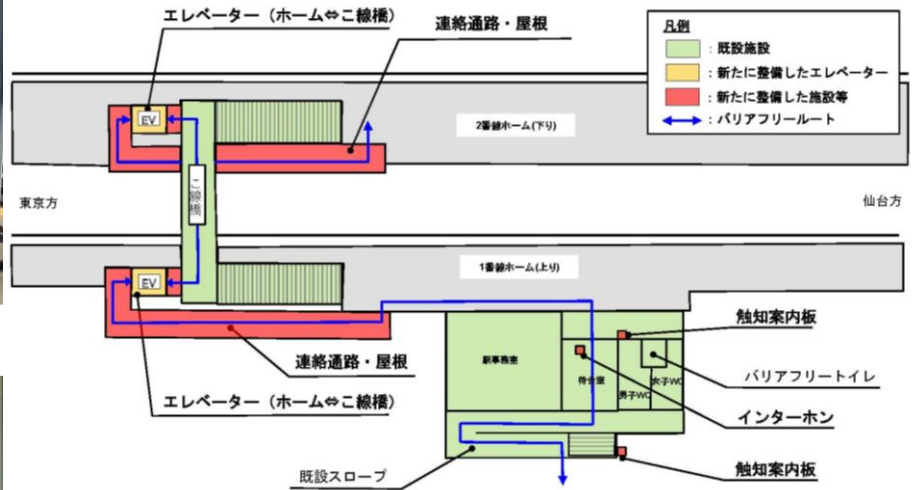 エレベーター（ホーム⇔こ線橋）
連絡通路・屋根
凡例
：既設施設
：新たに整備したエレベーター
：新たに整備した施設等
：バリアフリールート
EV
2番線ホーム(下り)
こ線橋
東京方
仙台方
1番線ホーム(上り)
EV
触知案内板
駅事務室
待合室
男子WC
女子WC
連絡通路・屋根
バリアフリートイレ
エレベーター（ホーム⇔こ線橋）
インターホン
既設スロープ
触知案内板